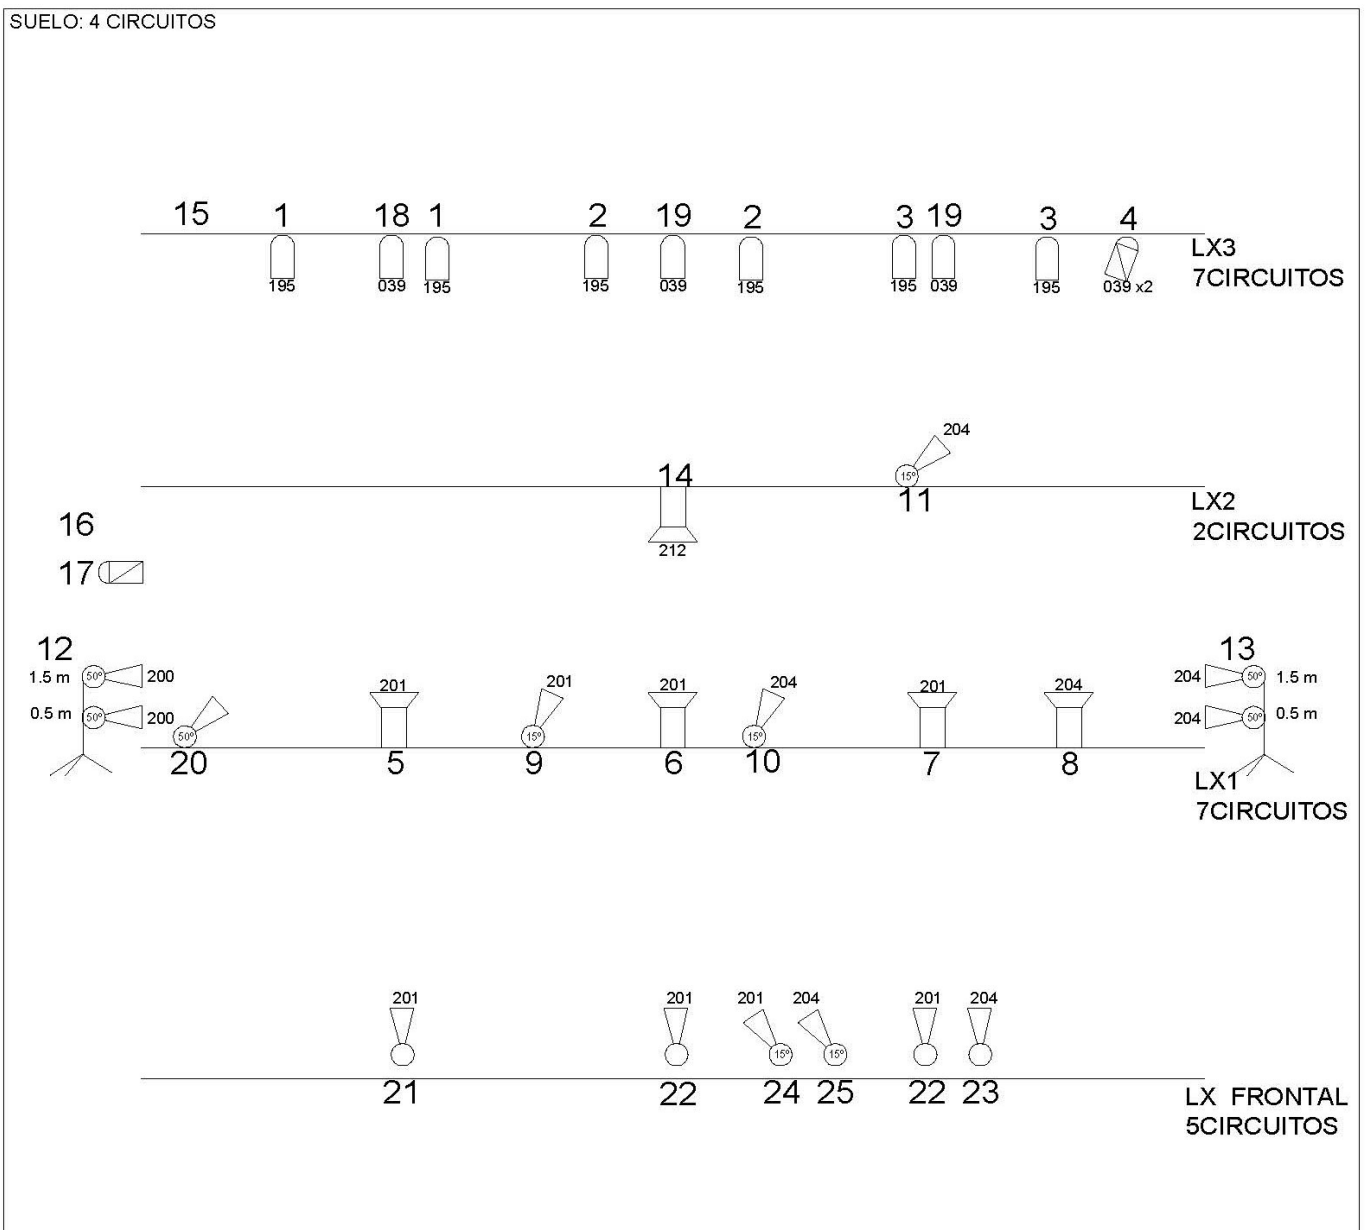 SUELO: 4 CIRCUITOS
15 1 18 1 2 19 2 3 19 3 4
LX3
7CIRCUITOS
195 039 195 195 039 195 195 039 195 039 x2
204
14 15º
11
LX2
2CIRCUITOS
212
16
17
12 13
1.5 m 50º 200 204 50º 1.5 m
0.5 m 50º 200 204 50º 0.5 m
201 201 201 204 201 204
50º 15º 15º
20 5 9 6 10 7 8
LX1
7CIRCUITOS
201 201 201 204 201 204
15º 15º
21 22 24 25 22 23
LX FRONTAL
5CIRCUITOS